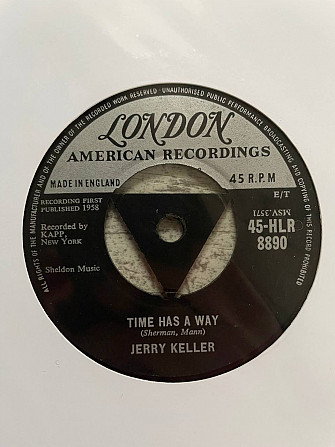 ALL RIGHTS OF THE MANUFACTURER AND OF THE OWNER OF THE RECORDED WORK RESERVED UNAUTHORISED PUBLIC PERFORMANCE BROADCASTING AND COPYING OF THIS RECORD PROHIBITED
LONDON
AMERICAN RECORDINGS
MADE IN ENGLAND
45 R.P.M
E/T
RECORDING FIRST
PUBLISHED 1958
Recorded by
KAPP,
New York
45-HLR
8890
Sheldon Music
TIME HAS A WAY
(Sherman, Mann)
JERRY KELLER